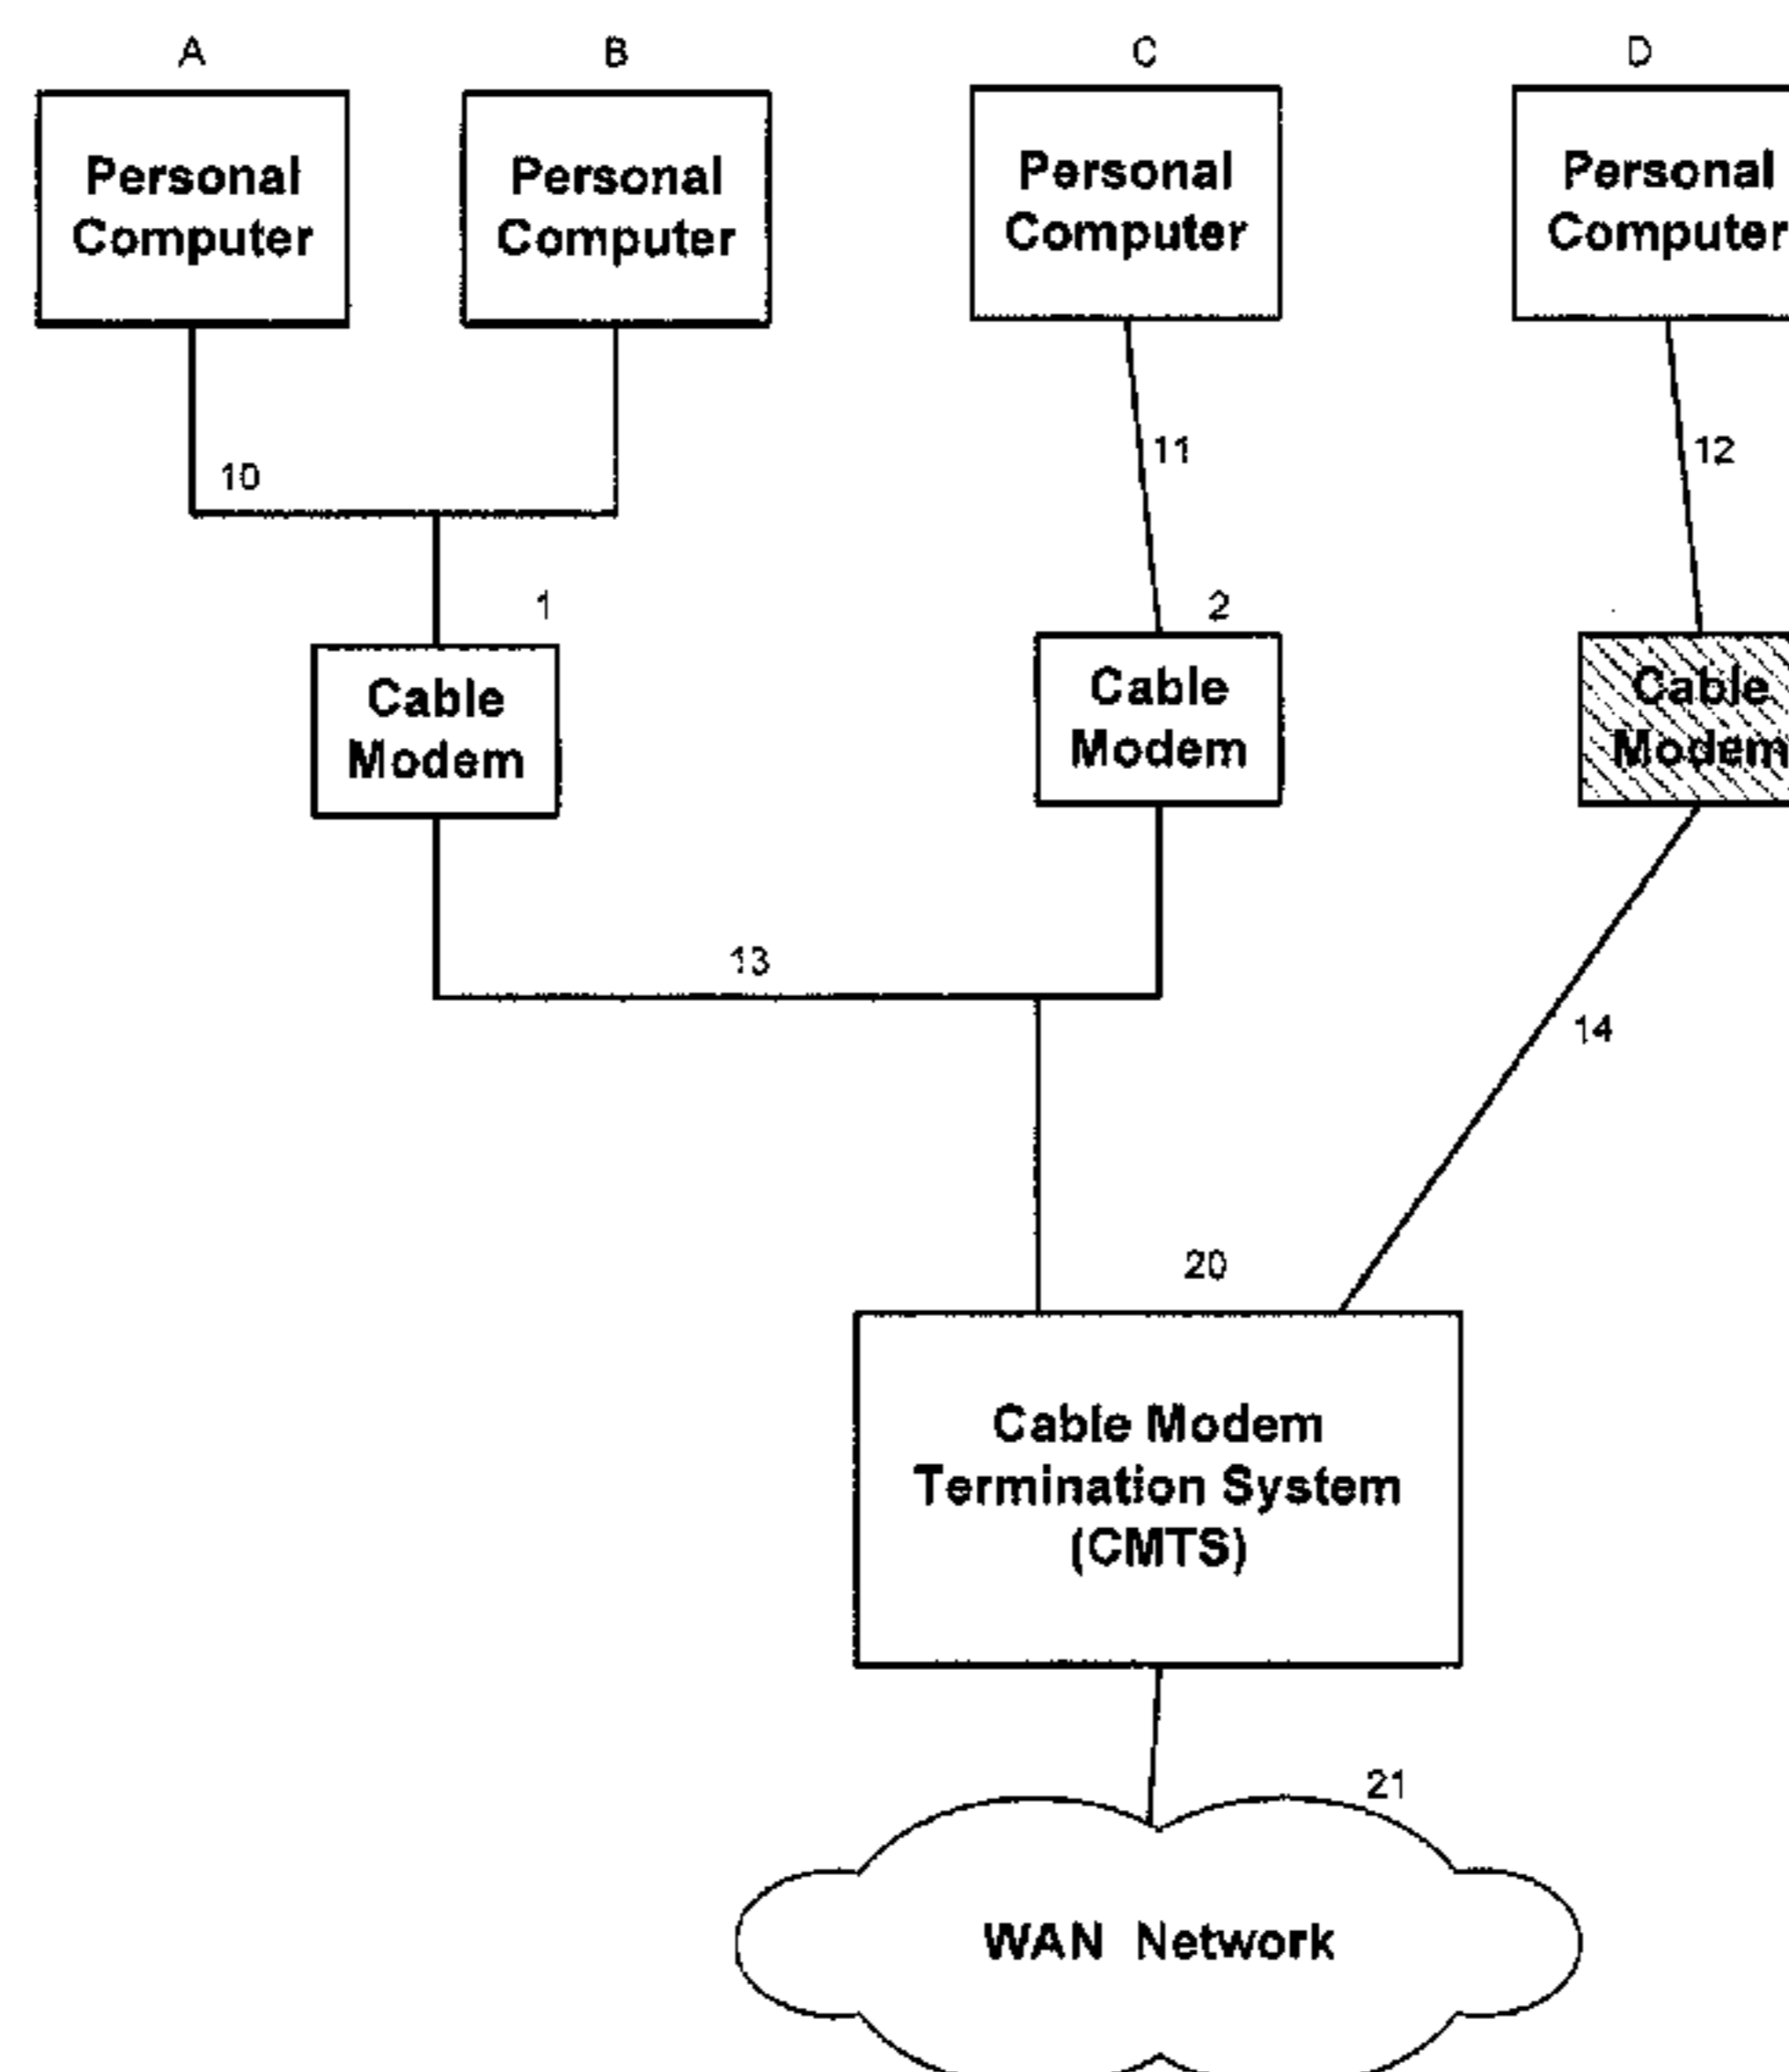 A
B
C
D
Personal
Computer
Personal
Computer
Personal
Computer
Personal
Computer
10
11
12
1
2
Cable
Modem
Cable
Modem
Cable
Modem
13
14
20
Cable Modem
Termination System
(CMTS)
21
WAN Network